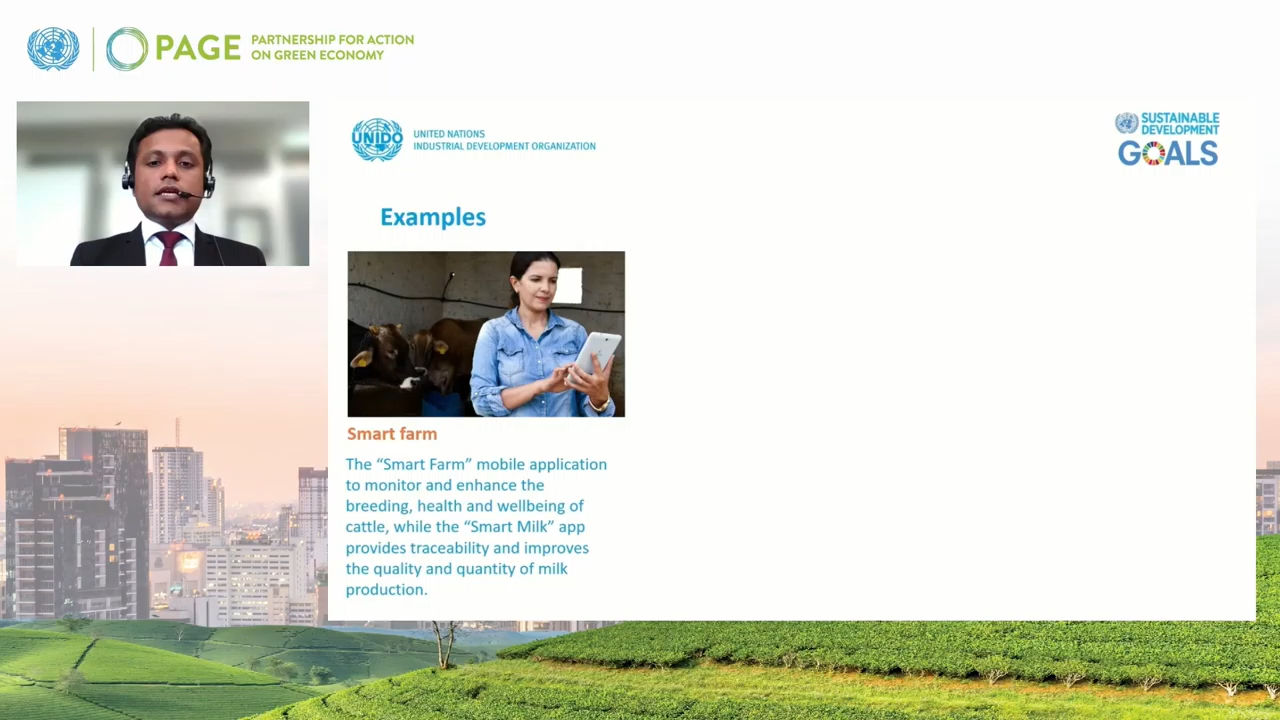 PAGE
PARTNERSHIP FOR ACTION
ON GREEN ECONOMY
UNIDO
UNITED NATIONS
INDUSTRIAL DEVELOPMENT ORGANIZATION
SUSTAINABLE
DEVELOPMENT
GOALS
Examples
Smart farm
The “Smart Farm” mobile application
to monitor and enhance the
breeding, health and wellbeing of
cattle, while the “Smart Milk” app
provides traceability and improves
the quality and quantity of milk
production.